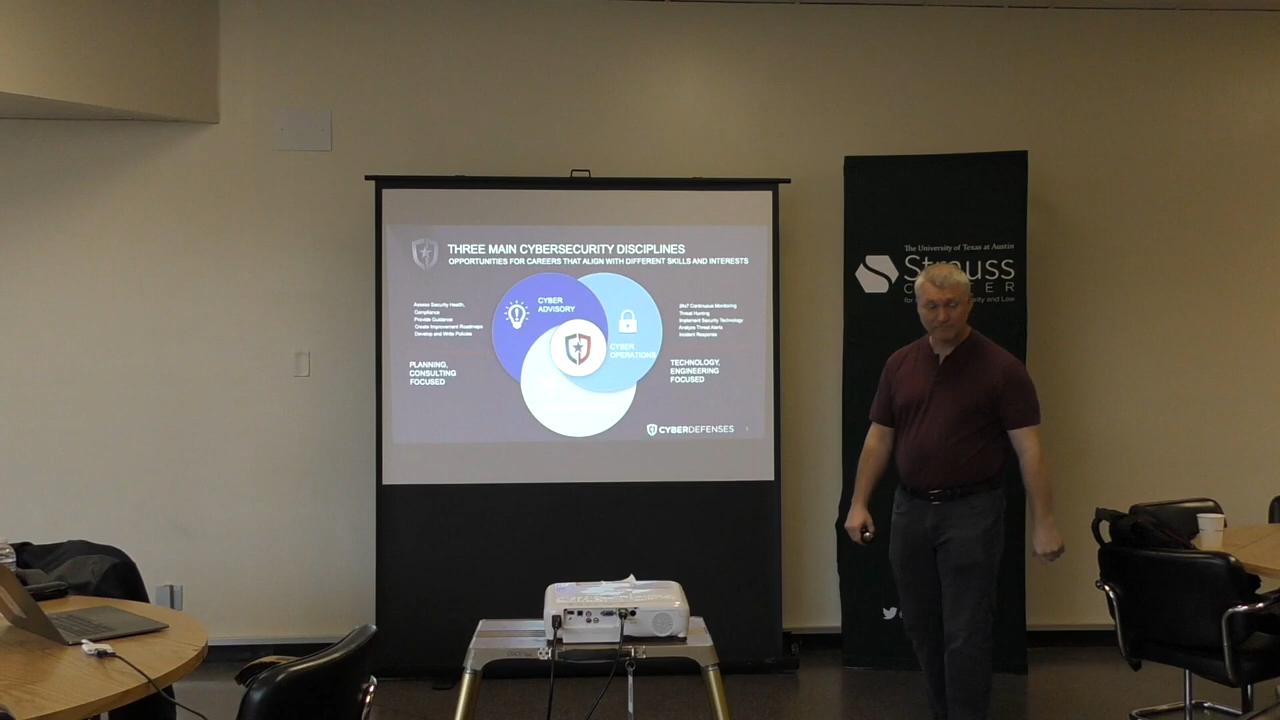 THREE MAIN CYBERSECURITY DISCIPLINES
OPPORTUNITIES FOR CAREERS THAT ALIGN WITH DIFFERENT SKILLS AND INTERESTS
Assess Security Health,
Compliance
Provide Guidance
Create Improvement Roadmaps
Develop and Write Policies
PLANNING,
CONSULTING
FOCUSED
CYBER
ADVISORY
CYBER
OPERATIONS
24x7 Continuous Monitoring
Threat Hunting
Implement Security Technology
Analyze Threat Alerts
Incident Response
TECHNOLOGY,
ENGINEERING
FOCUSED
CYBERDEFENSES
The University of Texas at Austin
Strauss
for and Law